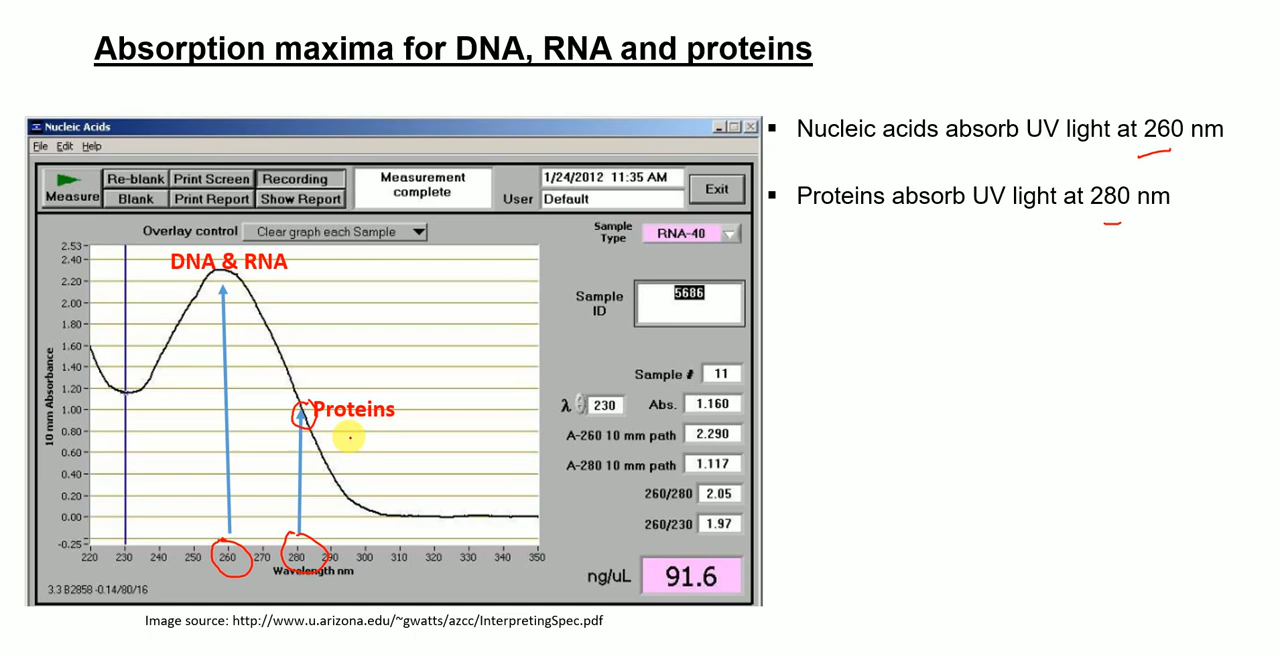 Absorption maxima for DNA, RNA and proteins
Nucleic Acids
File Edit Help
Measure
Re-blank Print Screen Recording
Blank Print Report Show Report
Measurement
complete
1/24/2012 11:35 AM
User Default
Exit
Overlay control Clear graph each Sample
Sample
Type
RNA-40
2.53
2.40
2.20
2.00
1.80
1.60
1.40
1.20
1.00
0.80
0.60
0.40
0.20
0.00
-0.25
10 mm Absorbance
DNA & RNA
Proteins
220 230 240 250 260 270 280 290 300 310 320 330 340 350
Wavelength nm
3.3 B2858 -0.14/80/16
Sample
ID
5686
Sample # 11
λ 230 Abs. 1.160
A-260 10 mm path 2.290
A-280 10 mm path 1.117
260/280 2.05
260/230 1.97
ng/uL 91.6
Image source: http://www.u.arizona.edu/~gwatts/azcc/InterpretingSpec.pdf
▪ Nucleic acids absorb UV light at 260 nm
▪ Proteins absorb UV light at 280 nm